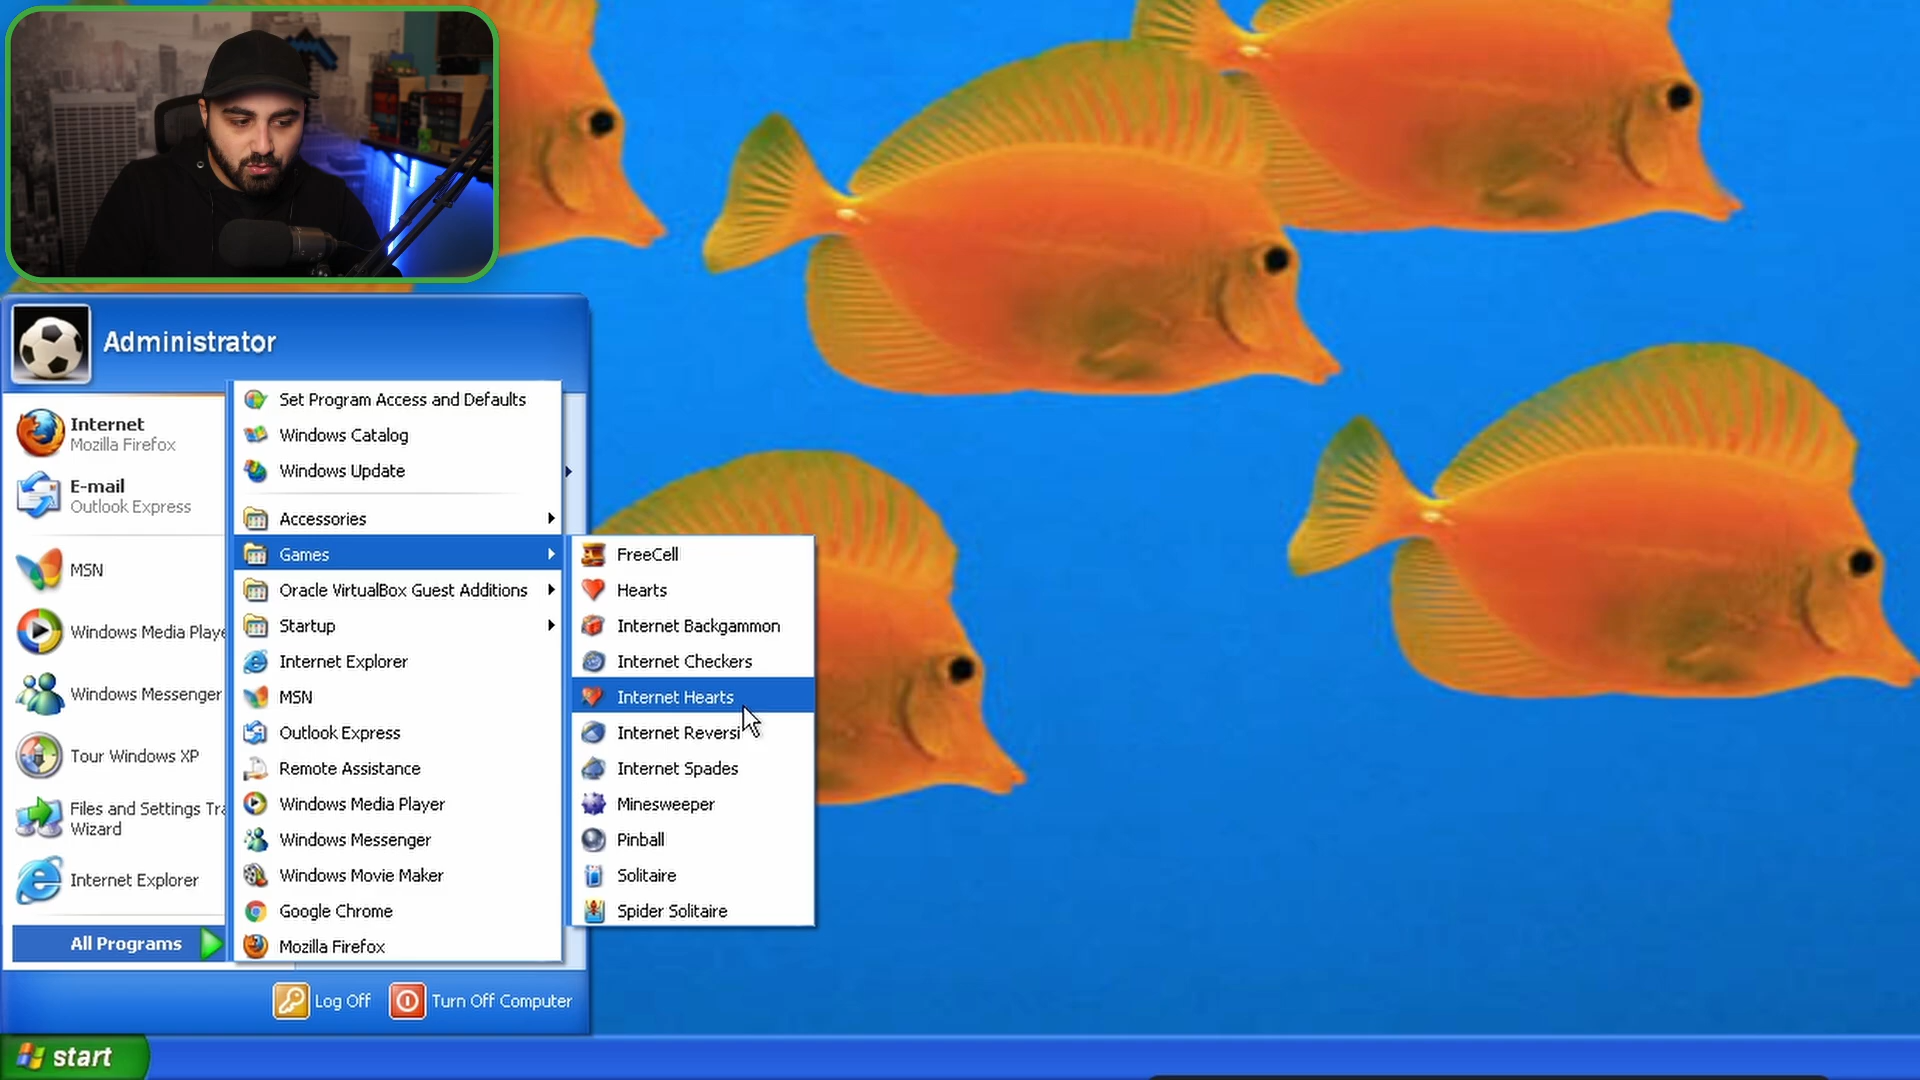 Administrator
Internet
Mozilla Firefox
E-mail
Outlook Express
MSN
Windows Media Playe
Windows Messenger
Tour Windows XP
Files and Settings Tra
Wizard
Internet Explorer
All Programs
Set Program Access and Defaults
Windows Catalog
Windows Update
Accessories
Games
Oracle VirtualBox Guest Additions
Startup
Internet Explorer
MSN
Outlook Express
Remote Assistance
Windows Media Player
Windows Messenger
Windows Movie Maker
Google Chrome
Mozilla Firefox
FreeCell
Hearts
Internet Backgammon
Internet Checkers
Internet Hearts
Internet Reversi
Internet Spades
Minesweeper
Pinball
Solitaire
Spider Solitaire
Log Off
Turn Off Computer
start